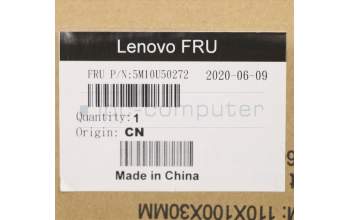 Lenovo FRU
FRU P/N:5M10U50272 2020-06-09
Quantity:1
Origin: CN
Made in China
M: 110X100X30MM